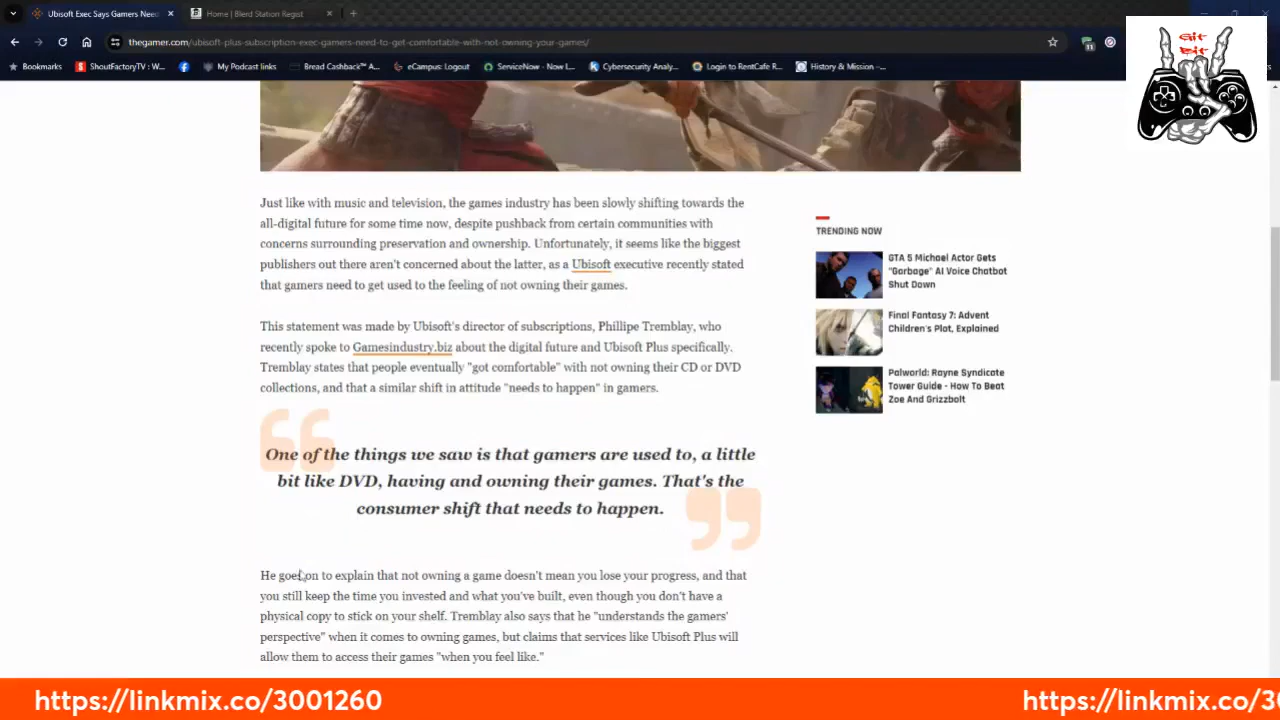 Ubisoft Exec Says Gamers Nee
Home | Blerd Station Regist
thegamer.com/ubisoft-plus-subscription-exec-gamers-need-to-get-comfortable-with-not-owning-your-games/
11
Bookmarks
ShoutFactoryTV : W...
My Podcast links
Bread Cashback™ A...
eCampus: Logout
ServiceNow - Now L...
Cybersecurity Analy...
Login to RentCafe R...
History & Mission –...
Git
Bit
Just like with music and television, the games industry has been slowly shifting towards the
all-digital future for some time now, despite pushback from certain communities with
concerns surrounding preservation and ownership. Unfortunately, it seems like the biggest
publishers out there aren't concerned about the latter, as a Ubisoft executive recently stated
that gamers need to get used to the feeling of not owning their games.
This statement was made by Ubisoft's director of subscriptions, Phillipe Tremblay, who
recently spoke to Gamesindustry.biz about the digital future and Ubisoft Plus specifically.
Tremblay states that people eventually "got comfortable" with not owning their CD or DVD
collections, and that a similar shift in attitude "needs to happen" in gamers.
One of the things we saw is that gamers are used to, a little
bit like DVD, having and owning their games. That's the
consumer shift that needs to happen.
He goes on to explain that not owning a game doesn't mean you lose your progress, and that
you still keep the time you invested and what you've built, even though you don't have a
physical copy to stick on your shelf. Tremblay also says that he "understands the gamers'
perspective" when it comes to owning games, but claims that services like Ubisoft Plus will
allow them to access their games "when you feel like."
TRENDING NOW
GTA 5 Michael Actor Gets
"Garbage" AI Voice Chatbot
Shut Down
Final Fantasy 7: Advent
Children's Plot, Explained
Palworld: Rayne Syndicate
Tower Guide - How To Beat
Zoe And Grizzbolt
https://linkmix.co/3001260
https://linkmix.co/30